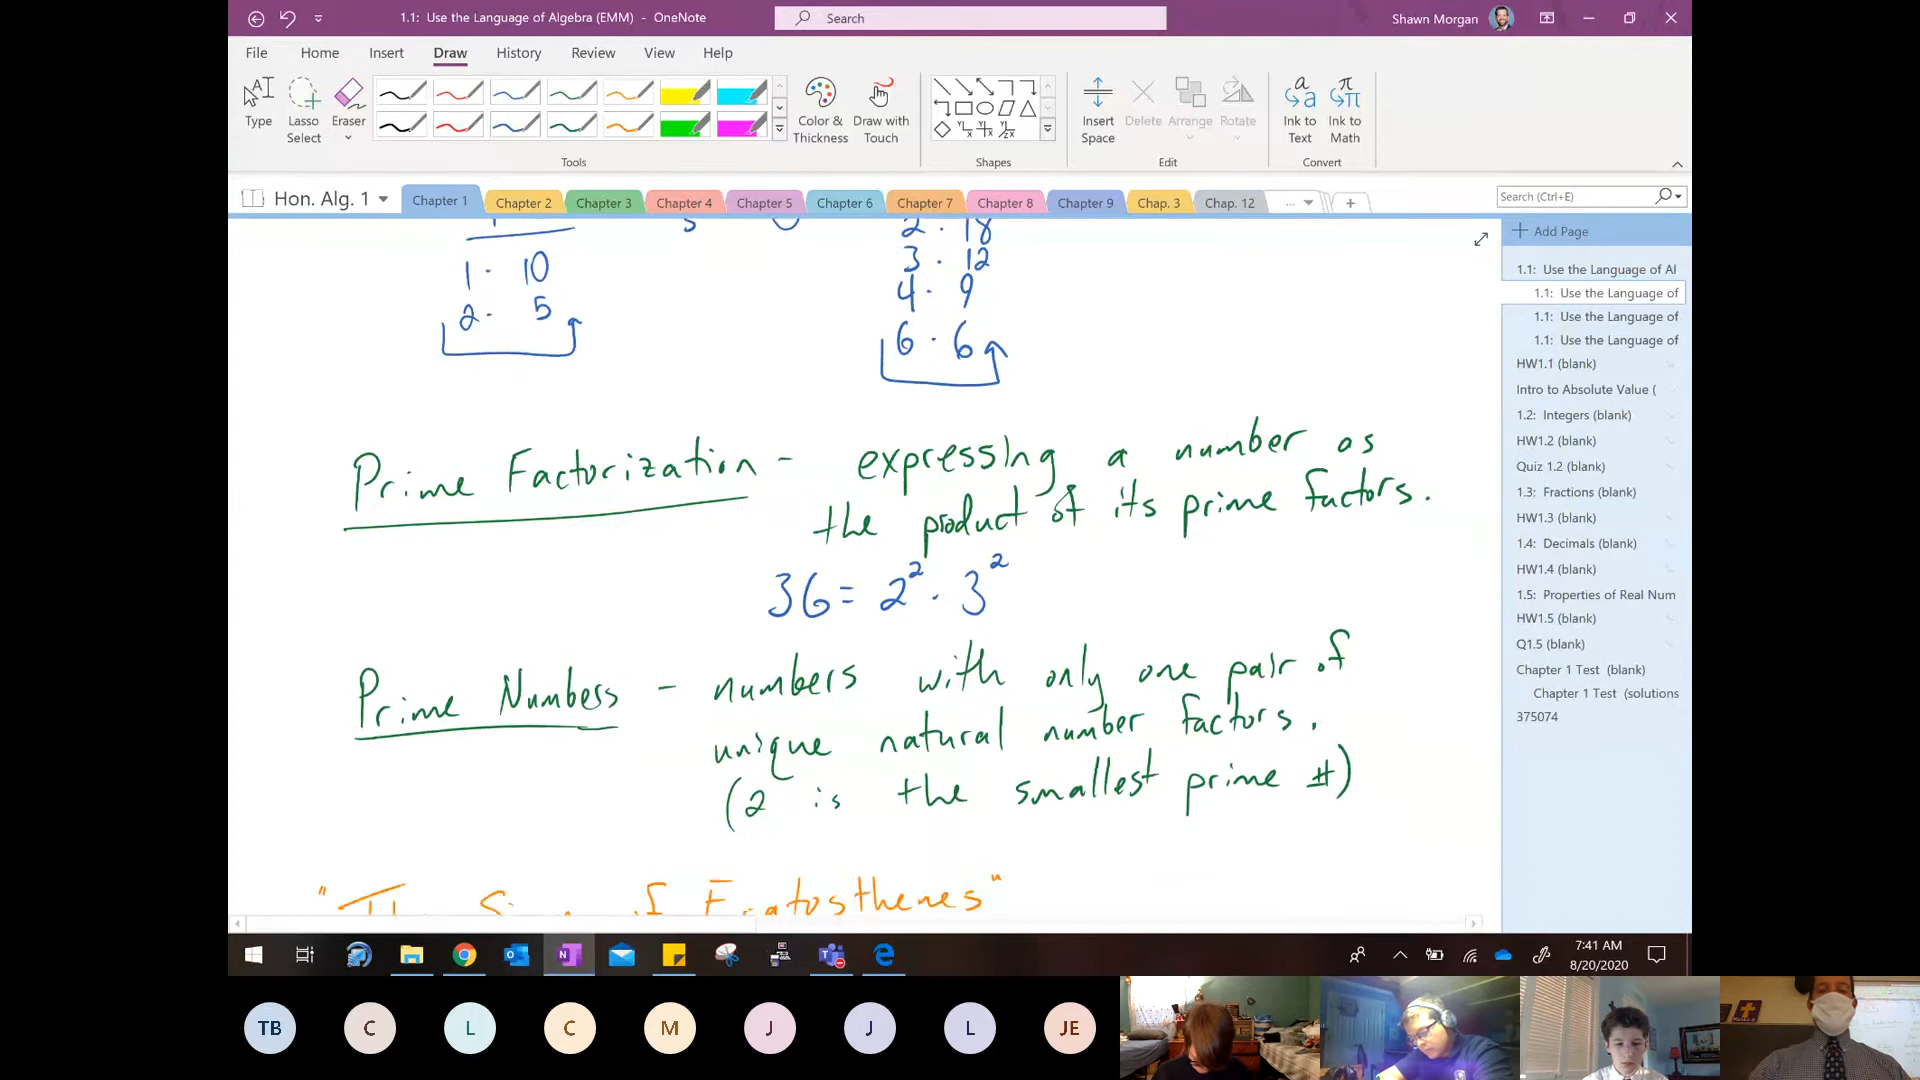 1.1: Use the Language of Algebra (EMM) - OneNote
Search
Shawn Morgan
File Home Insert Draw History Review View Help
Type
Lasso Select
Eraser
Color & Thickness
Draw with Touch
Insert Space
Delete
Arrange
Rotate
Ink to Text
Ink to Math
Tools
Shapes
Edit
Convert
Hon. Alg. 1
Chapter 1 Chapter 2 Chapter 3 Chapter 4 Chapter 5 Chapter 6 Chapter 7 Chapter 8 Chapter 9 Chap. 3 Chap. 12 ...
Search (Ctrl+E)
1 · 10
2 · 5
2 · 18
3 · 12
4 · 9
6 · 6
Prime Factorization - expressing a number as
the product of its prime factors.
36 = 2² · 3²
Prime Numbers - numbers with only one pair of
unique natural number factors.
(2 is the smallest prime #)
"The Sieve of Eratosthenes"
Add Page
1.1: Use the Language of Al
1.1: Use the Language of
1.1: Use the Language of
1.1: Use the Language of
HW1.1 (blank)
Intro to Absolute Value (
1.2: Integers (blank)
HW1.2 (blank)
Quiz 1.2 (blank)
1.3: Fractions (blank)
HW1.3 (blank)
1.4: Decimals (blank)
HW1.4 (blank)
1.5: Properties of Real Num
HW1.5 (blank)
Q1.5 (blank)
Chapter 1 Test (blank)
Chapter 1 Test (solutions
375074
7:41 AM
8/20/2020
TB C L C M J J L JE